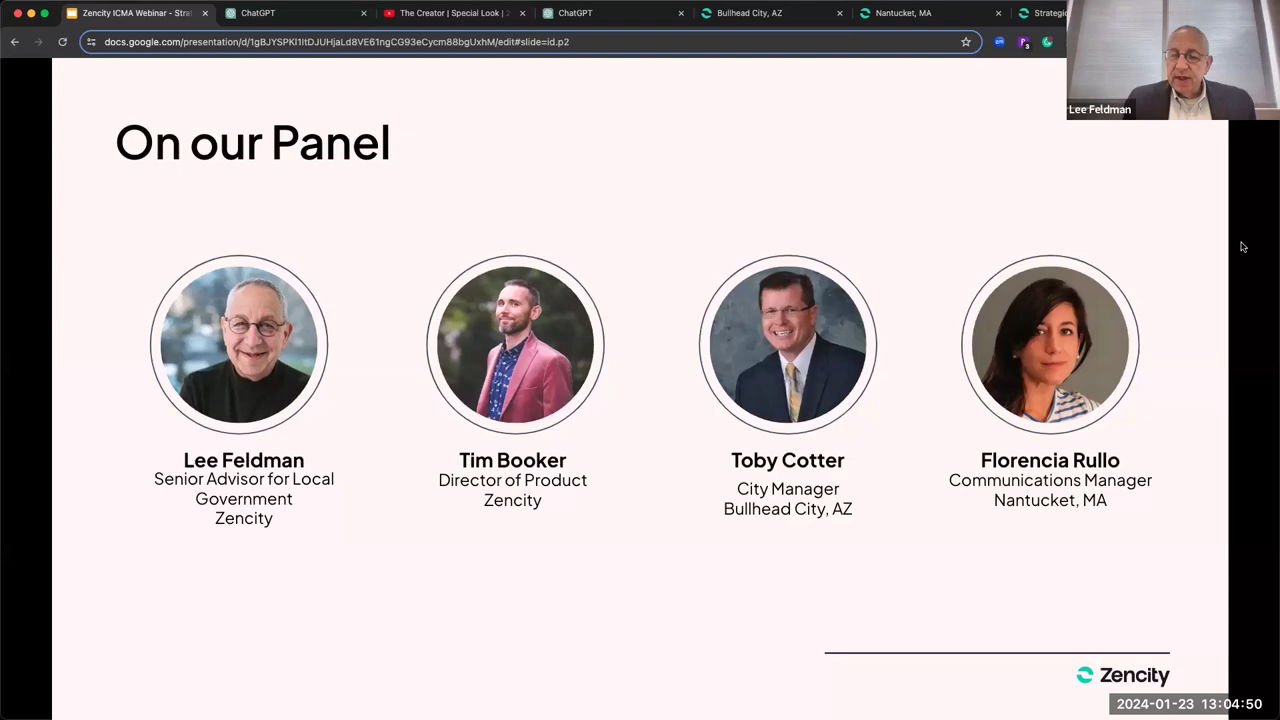 Zencity ICMA Webinar - Strat
ChatGPT
The Creator | Special Look | 2
ChatGPT
Bullhead City, AZ
Nantucket, MA
Strategic
docs.google.com/presentation/d/1gBJYSPKI1ItDJUHjaLd8VE61ngCG93eCycm88bgUxhM/edit#slide=id.p2
Lee Feldman
On our Panel
Lee Feldman
Senior Advisor for Local
Government
Zencity
Tim Booker
Director of Product
Zencity
Toby Cotter
City Manager
Bullhead City, AZ
Florencia Rullo
Communications Manager
Nantucket, MA
Zencity
2024-01-23 13:04:50